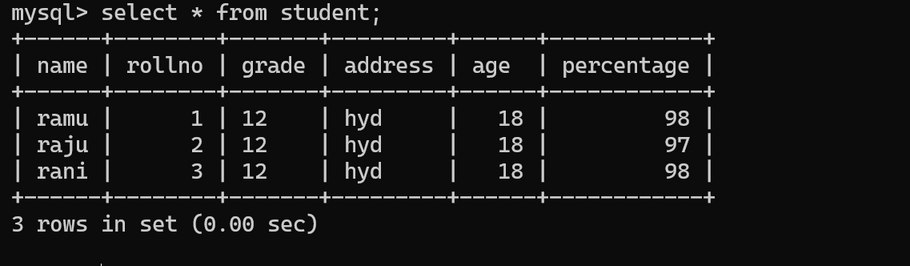 mysql> select * from student;
+------+--------+-------+---------+------+------------+
| name | rollno | grade | address | age  | percentage |
+------+--------+-------+---------+------+------------+
| ramu |      1 | 12    | hyd     |   18 |         98 |
| raju |      2 | 12    | hyd     |   18 |         97 |
| rani |      3 | 12    | hyd     |   18 |         98 |
+------+--------+-------+---------+------+------------+
3 rows in set (0.00 sec)